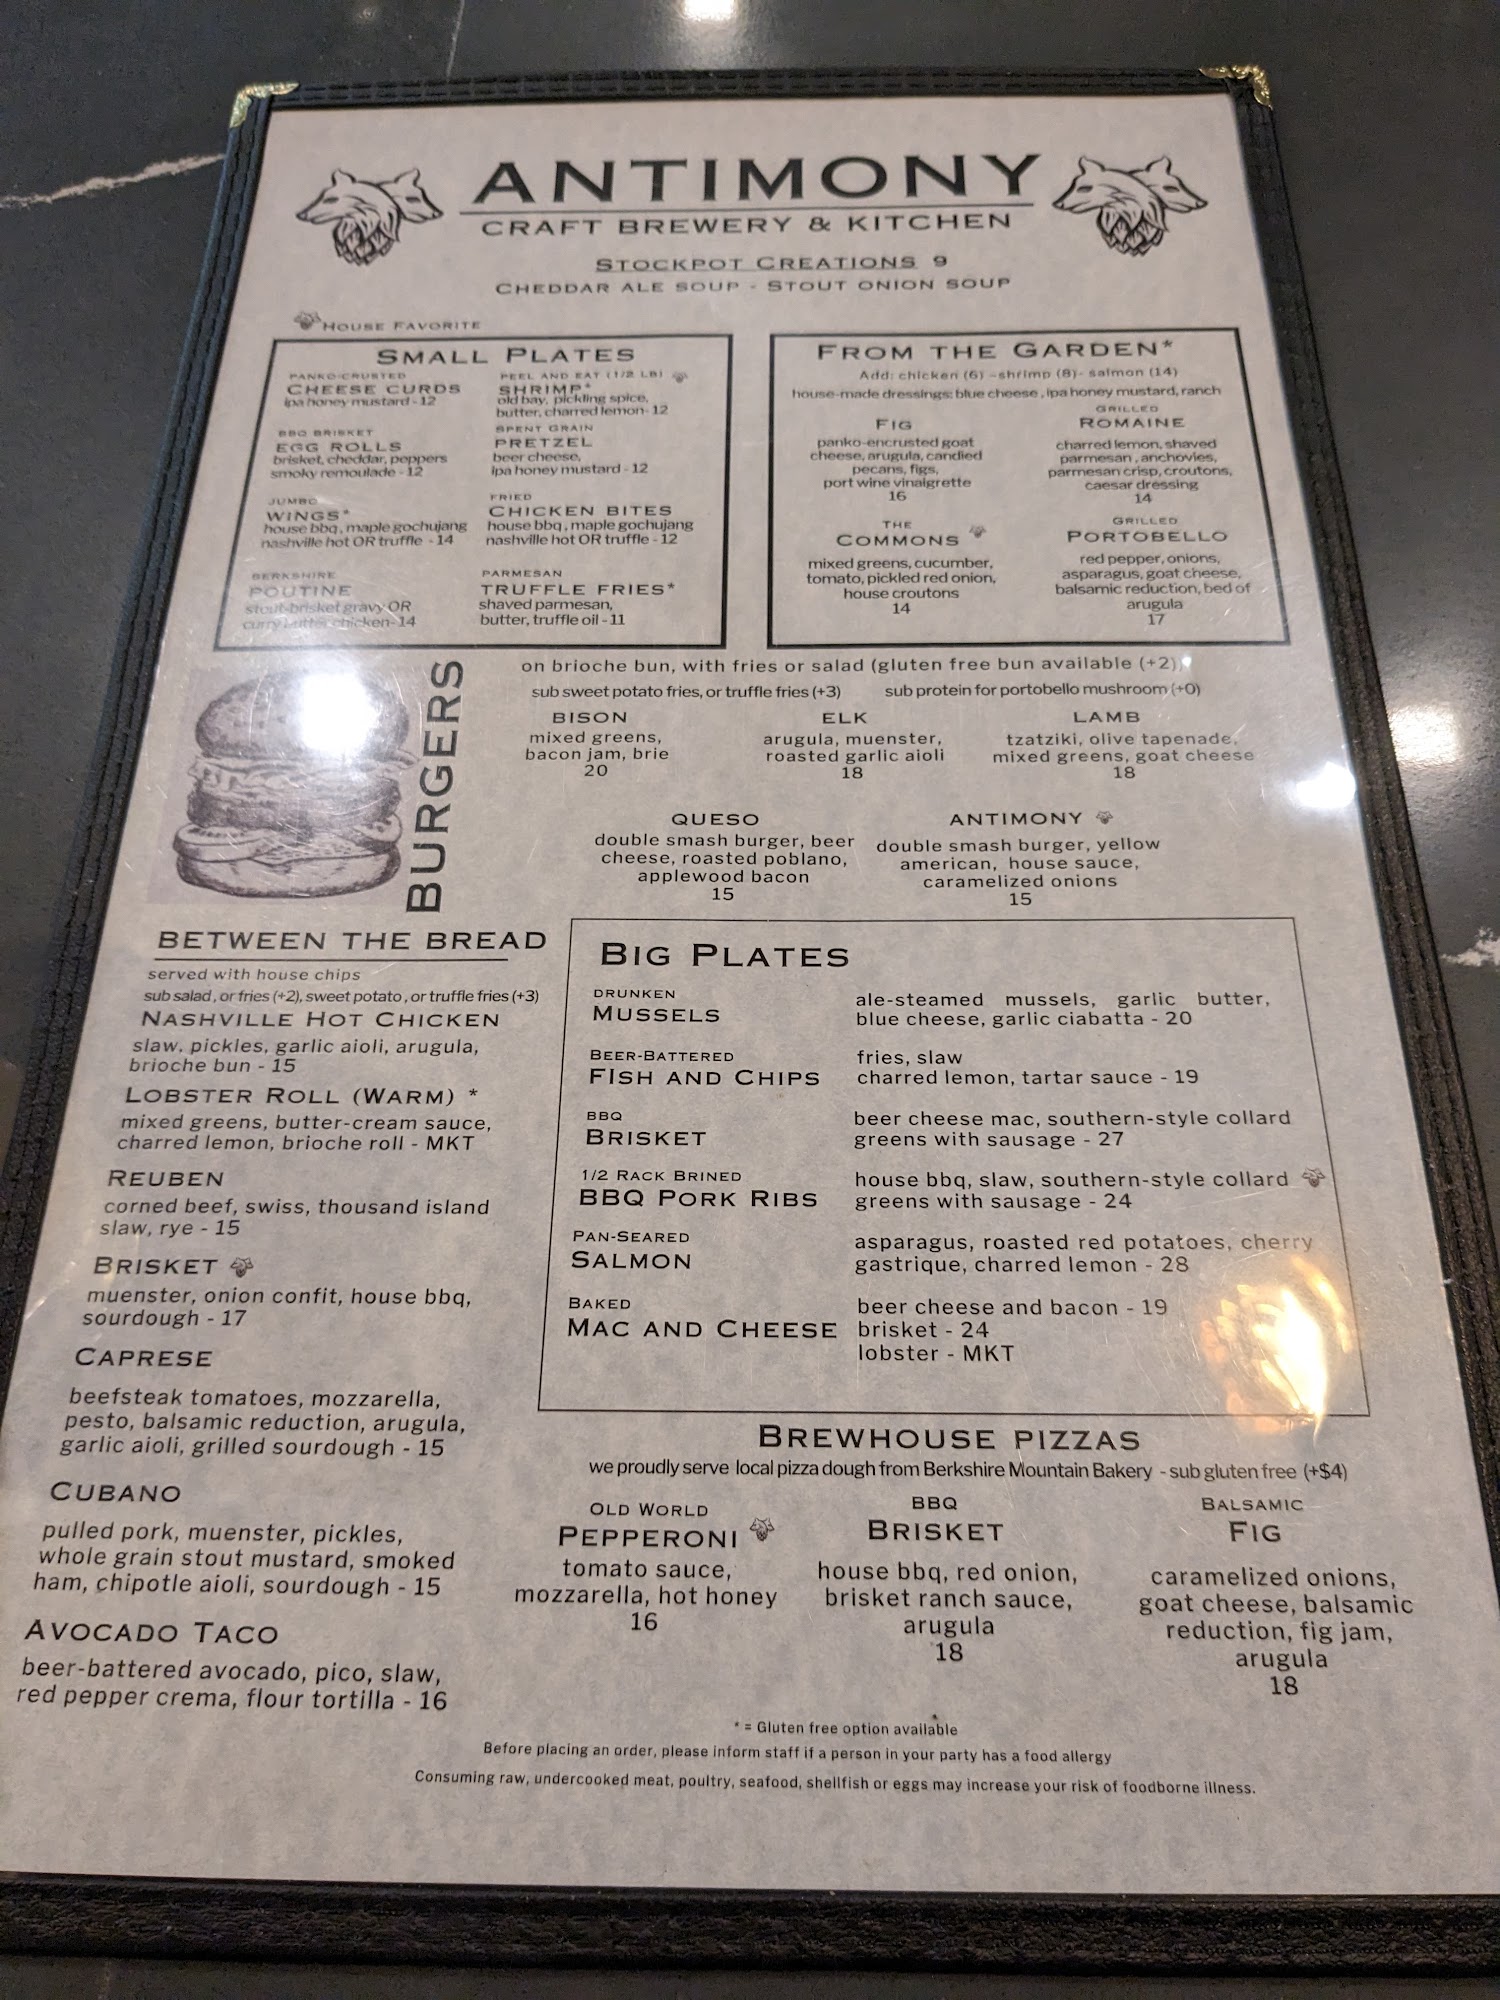 ANTIMONY
CRAFT BREWERY & KITCHEN
STOCKPOT CREATIONS 9
CHEDDAR ALE SOUP - STOUT ONION SOUP
HOUSE FAVORITE
SMALL PLATES
PANKO-CRUSTED
CHEESE CURDS
ipa honey mustard - 12
BBQ BRISKET
EGG ROLLS
brisket, cheddar, peppers
smoky remoulade - 12
JUMBO
WINGS*
house bbq, maple gochujang
nashville hot OR truffle - 14
BERKSHIRE
POUTINE
stout-brisket gravy OR
curry butter chicken- 14
PEEL AND EAT (1/2 LB)
SHRIMP*
old bay, pickling spice,
butter, charred lemon- 12
SPENT GRAIN
PRETZEL
beer cheese,
ipa honey mustard - 12
FRIED
CHICKEN BITES
house bbq, maple gochujang
nashville hot OR truffle - 12
PARMESAN
TRUFFLE FRIES*
shaved parmesan,
butter, truffle oil - 11
FROM THE GARDEN*
Add: chicken (6) -shrimp (8)- salmon (14)
house-made dressings: blue cheese , ipa honey mustard, ranch
FIG
panko-encrusted goat
cheese, arugula, candied
pecans, figs,
port wine vinaigrette
16
GRILLED
ROMAINE
charred lemon, shaved
parmesan , anchovies,
parmesan crisp, croutons,
caesar dressing
14
THE
COMMONS
mixed greens, cucumber,
tomato, pickled red onion,
house croutons
14
GRILLED
PORTOBELLO
red pepper, onions,
asparagus, goat cheese,
balsamic reduction, bed of
arugula
17
BURGERS
on brioche bun, with fries or salad (gluten free bun available (+2))
sub sweet potato fries, or truffle fries (+3) sub protein for portobello mushroom (+0)
BISON
mixed greens,
bacon jam, brie
20
ELK
arugula, muenster,
roasted garlic aioli
18
LAMB
tzatziki, olive tapenade,
mixed greens, goat cheese
18
QUESO
double smash burger, beer
cheese, roasted poblano,
applewood bacon
15
ANTIMONY
double smash burger, yellow
american, house sauce,
caramelized onions
15
BETWEEN THE BREAD
served with house chips
sub salad, or fries (+2), sweet potato, or truffle fries (+3)
NASHVILLE HOT CHICKEN
slaw, pickles, garlic aioli, arugula,
brioche bun - 15
LOBSTER ROLL (WARM) *
mixed greens, butter-cream sauce,
charred lemon, brioche roll - MKT
REUBEN
corned beef, swiss, thousand island
slaw, rye - 15
BRISKET
muenster, onion confit, house bbq,
sourdough - 17
CAPRESE
beefsteak tomatoes, mozzarella,
pesto, balsamic reduction, arugula,
garlic aioli, grilled sourdough - 15
CUBANO
pulled pork, muenster, pickles,
whole grain stout mustard, smoked
ham, chipotle aioli, sourdough - 15
AVOCADO TACO
beer-battered avocado, pico, slaw,
red pepper crema, flour tortilla - 16
BIG PLATES
DRUNKEN
MUSSELS
ale-steamed mussels, garlic butter,
blue cheese, garlic ciabatta - 20
BEER-BATTERED
FISH AND CHIPS
fries, slaw
charred lemon, tartar sauce - 19
BBQ
BRISKET
beer cheese mac, southern-style collard
greens with sausage - 27
1/2 RACK BRINED
BBQ PORK RIBS
house bbq, slaw, southern-style collard
greens with sausage - 24
PAN-SEARED
SALMON
asparagus, roasted red potatoes, cherry
gastrique, charred lemon - 28
BAKED
MAC AND CHEESE
beer cheese and bacon - 19
brisket - 24
lobster - MKT
BREWHOUSE PIZZAS
we proudly serve local pizza dough from Berkshire Mountain Bakery - sub gluten free (+$4)
OLD WORLD
PEPPERONI
tomato sauce,
mozzarella, hot honey
16
BBQ
BRISKET
house bbq, red onion,
brisket ranch sauce,
arugula
18
BALSAMIC
FIG
caramelized onions,
goat cheese, balsamic
reduction, fig jam,
arugula
18
* = Gluten free option available
Before placing an order, please inform staff if a person in your party has a food allergy
Consuming raw, undercooked meat, poultry, seafood, shellfish or eggs may increase your risk of foodborne illness.